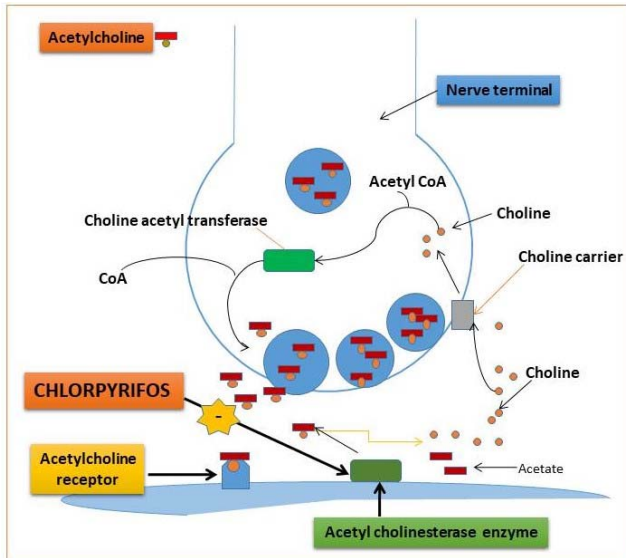 Acetylcholine
Nerve terminal
Acetyl CoA
Choline
Choline acetyl transferase
Choline carrier
CoA
CHLORPYRIFOS
-
Choline
Acetylcholine
receptor
Acetate
Acetyl cholinesterase enzyme